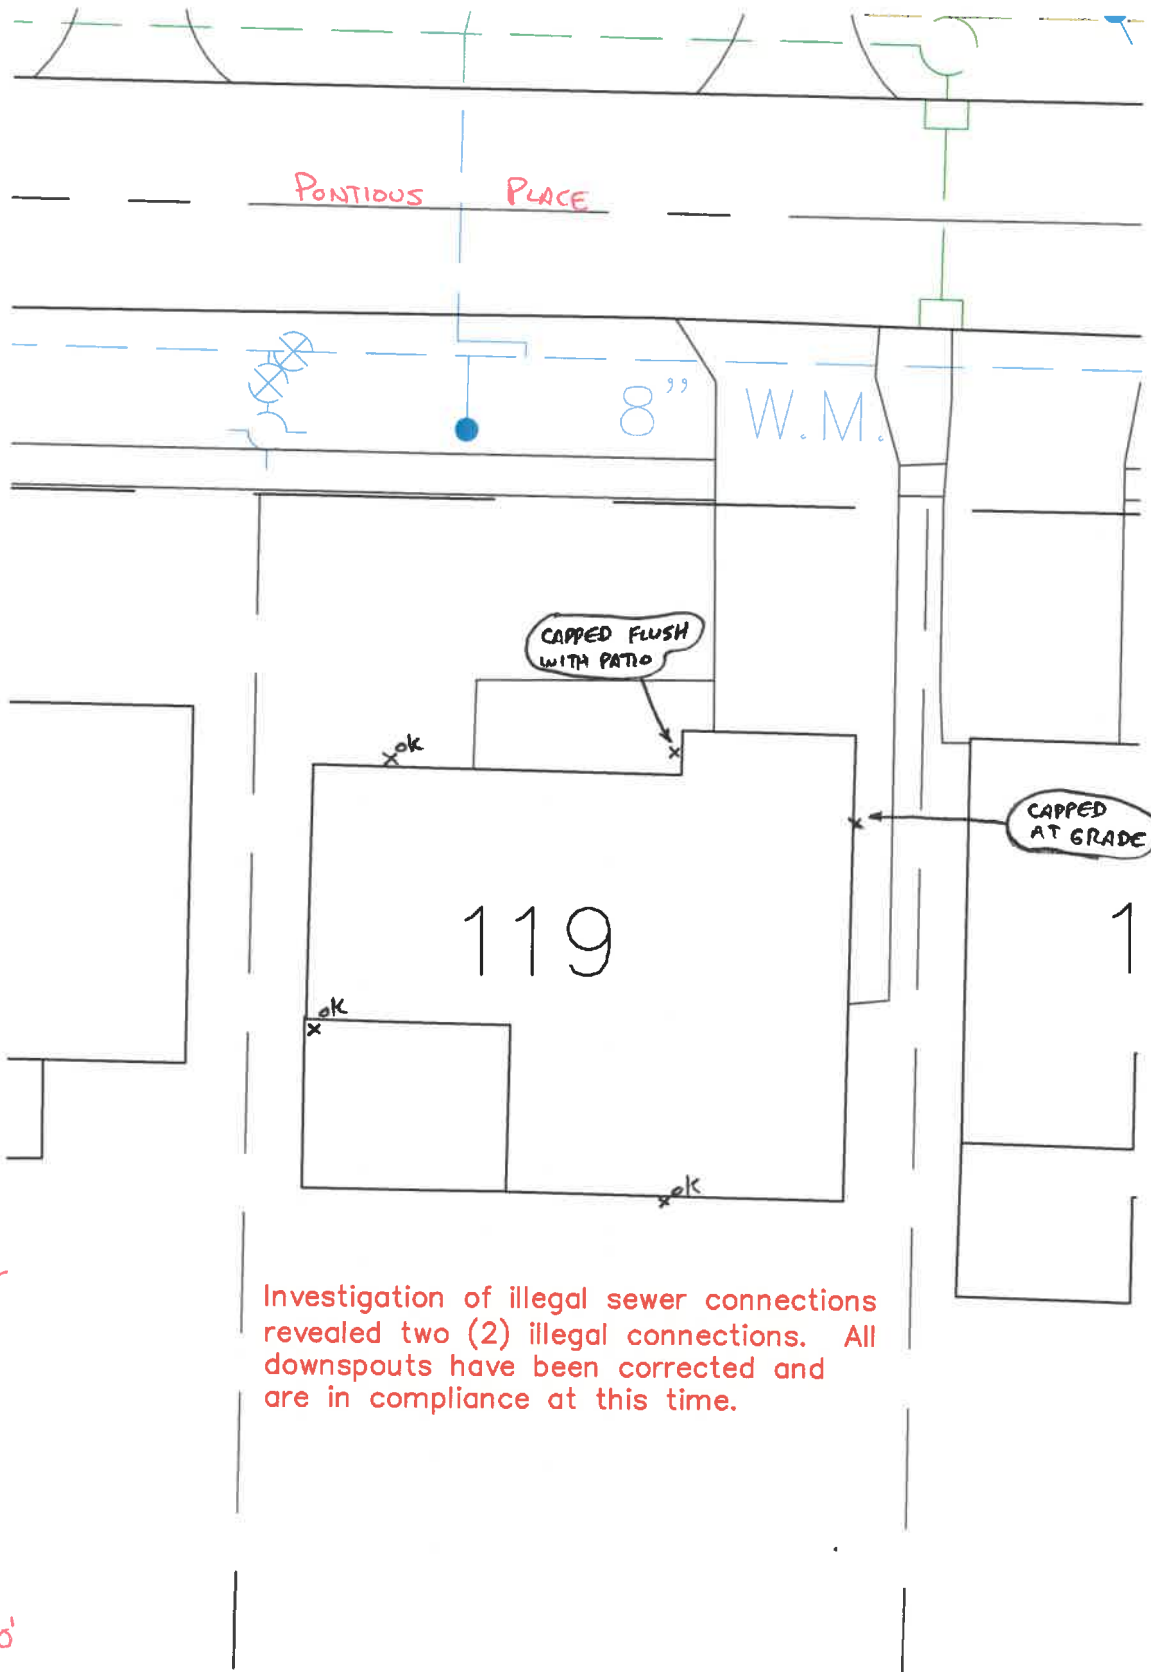 PONTIOUS PLACE
8" W.M.
CAPPED FLUSH
WITH PATIO
ok
CAPPED
AT GRADE
119
1
ok
ok
Investigation of illegal sewer connections
revealed two (2) illegal connections. All
downspouts have been corrected and
are in compliance at this time.